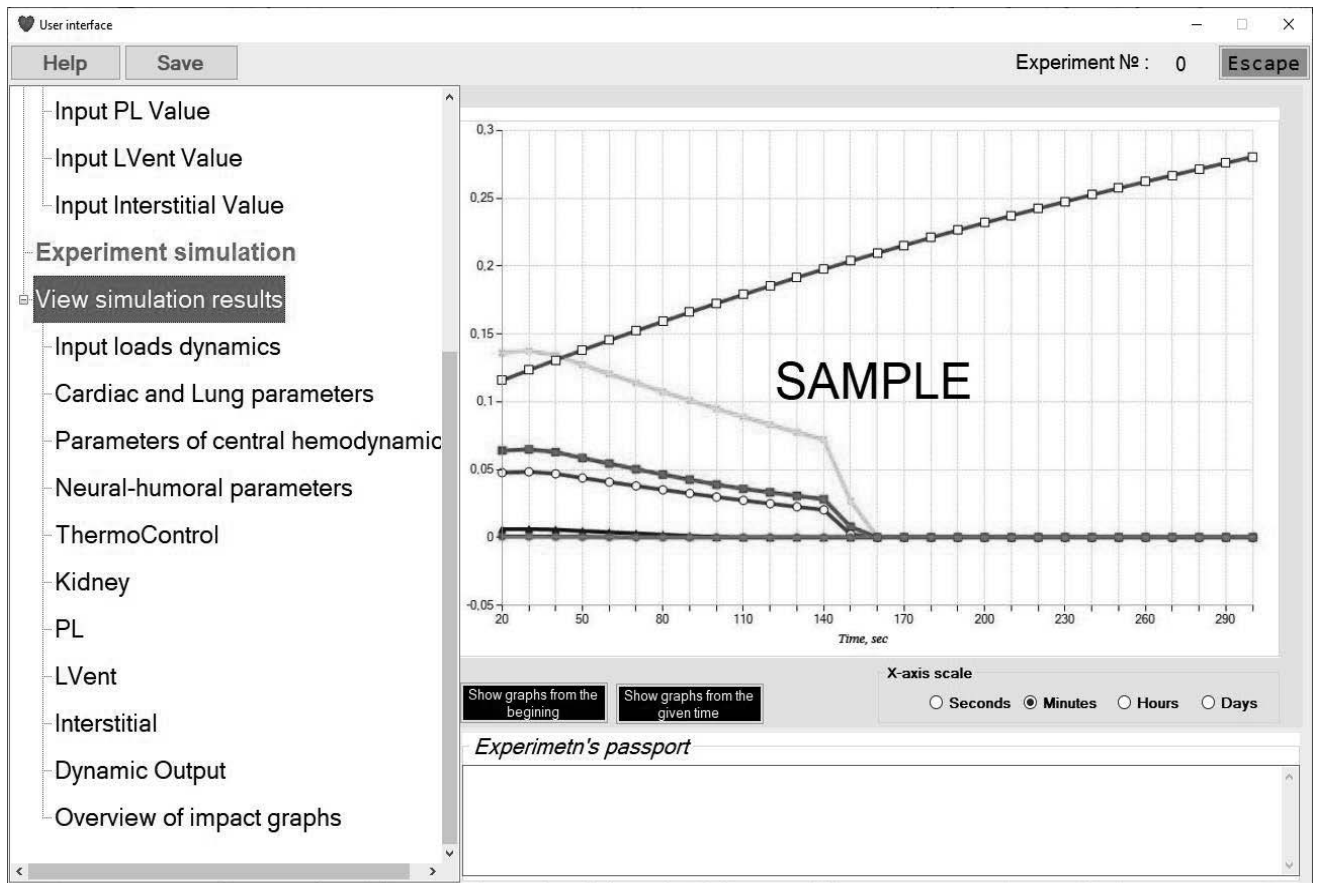 User interface
Help Save Experiment № : 0 Escape
Input PL Value
Input LVent Value
Input Interstitial Value
Experiment simulation
View simulation results
Input loads dynamics
Cardiac and Lung parameters
Parameters of central hemodynamic
Neural-humoral parameters
ThermoControl
Kidney
PL
LVent
Interstitial
Dynamic Output
Overview of impact graphs
0,3
0,25
0,2
0,15
0,1
0,05
0
-0,05
SAMPLE
20 50 80 110 140 170 200 230 260 290
Time, sec
Show graphs from the
begining
Show graphs from the
given time
X-axis scale
Seconds Minutes Hours Days
Experimetn's passport